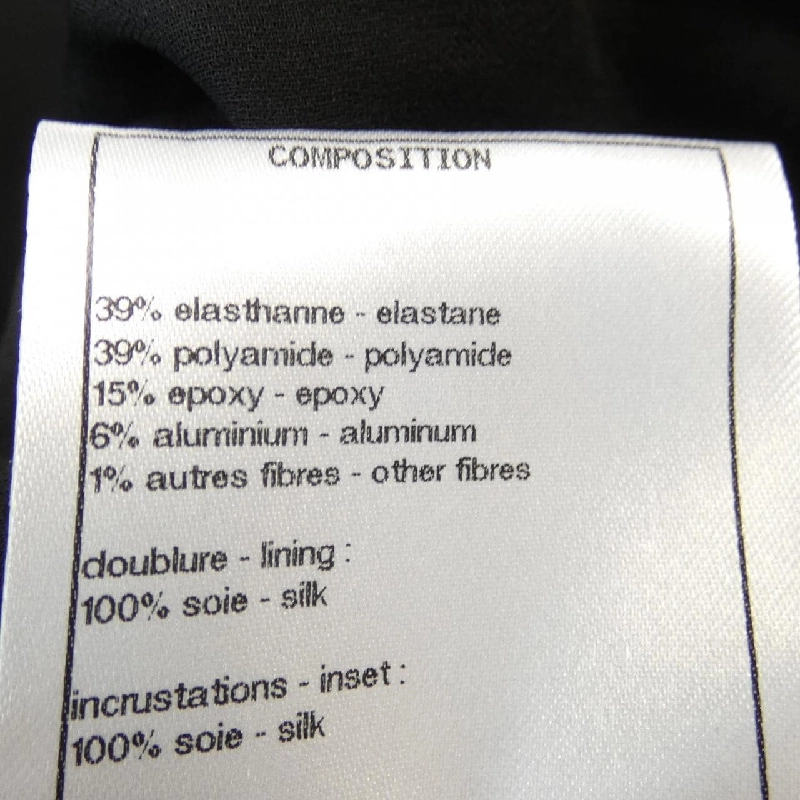 COMPOSITION
39% elasthanne - elastane
39% polyamide - polyamide
15% epoxy - epoxy
6% aluminium - aluminum
1% autres fibres - other fibres
doublure - lining :
100% soie - silk
incrustations - inset :
100% soie - silk